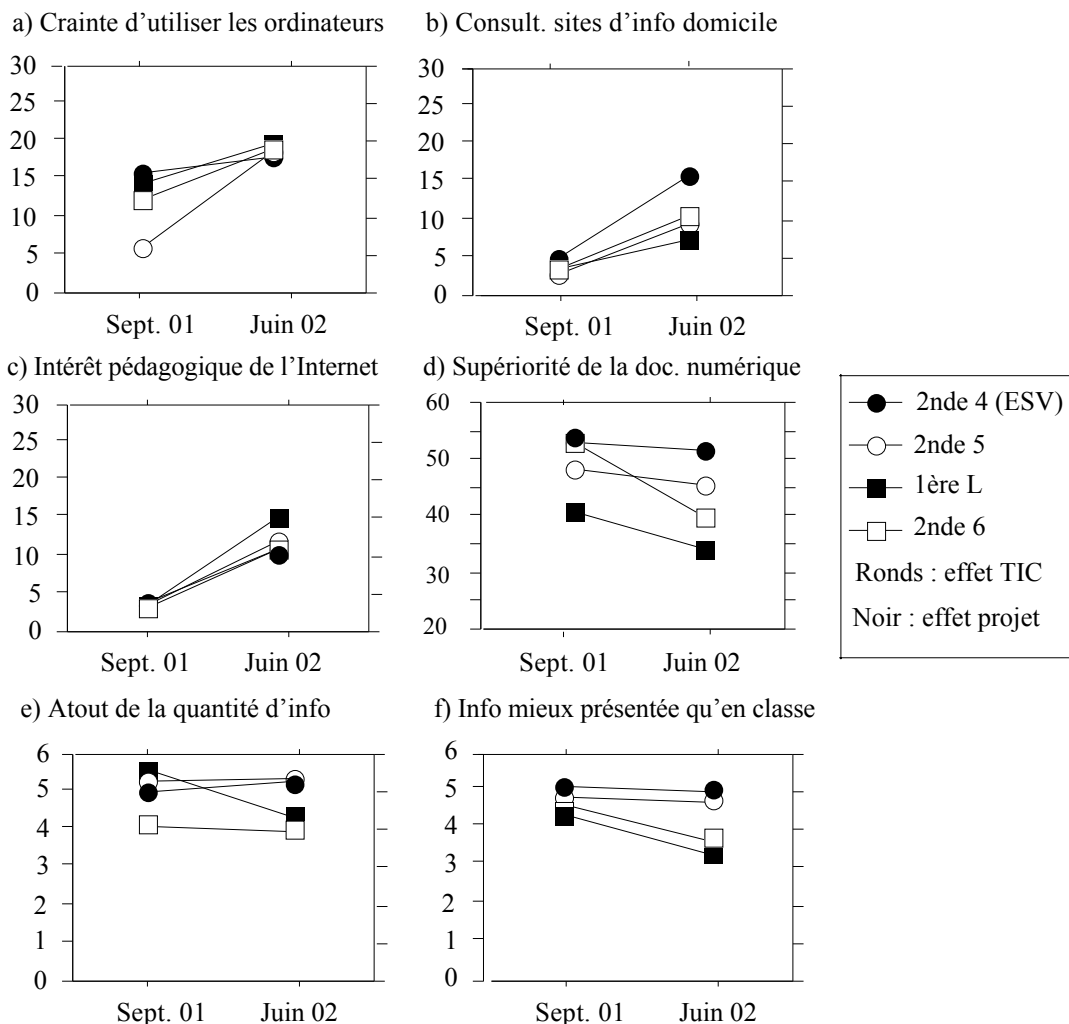 a) Crainte d’utiliser les ordinateurs
30
25
20
15
10
5
0
Sept. 01 Juin 02
b) Consult. sites d’info domicile
30
25
20
15
10
5
0
Sept. 01 Juin 02
c) Intérêt pédagogique de l’Internet
30
25
20
15
10
5
0
Sept. 01 Juin 02
d) Supériorité de la doc. numérique
60
50
40
30
20
Sept. 01 Juin 02
2nde 4 (ESV)
2nde 5
1ère L
2nde 6
Ronds : effet TIC
Noir : effet projet
e) Atout de la quantité d’info
6
5
4
3
2
1
0
Sept. 01 Juin 02
f) Info mieux présentée qu’en classe
6
5
4
3
2
1
0
Sept. 01 Juin 02